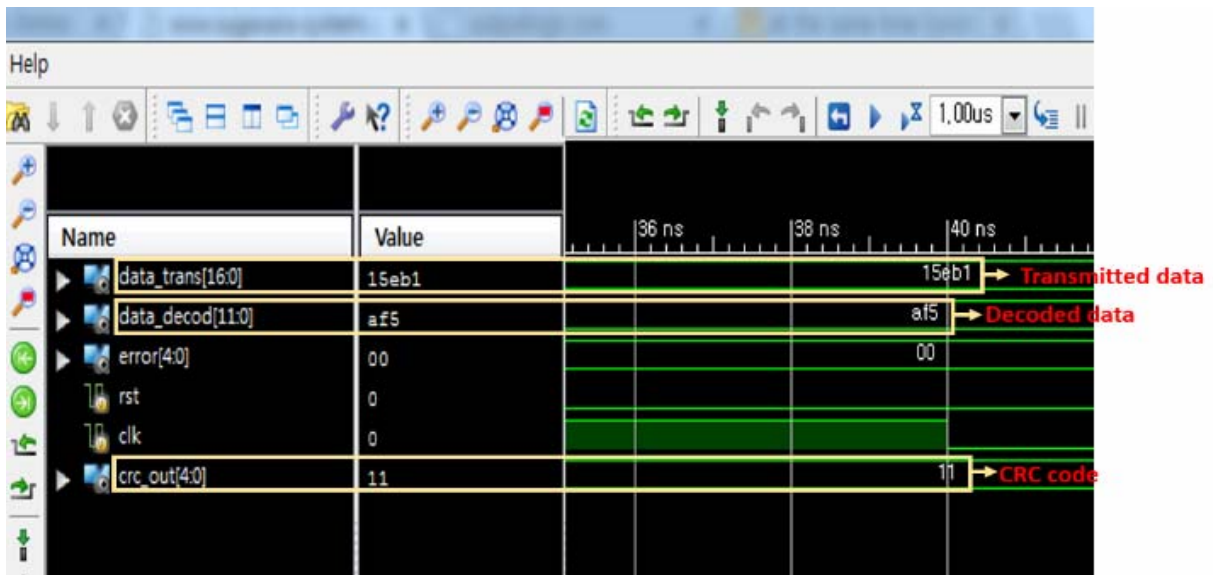 Help
1.00us
Name Value 36 ns 38 ns 40 ns
data_trans[16:0] 15eb1 15eb1 Transmitted data
data_decod[11:0] af5 af5 Decoded data
error[4:0] 00 00
rst 0
clk 0
crc_out[4:0] 11 11 CRC code